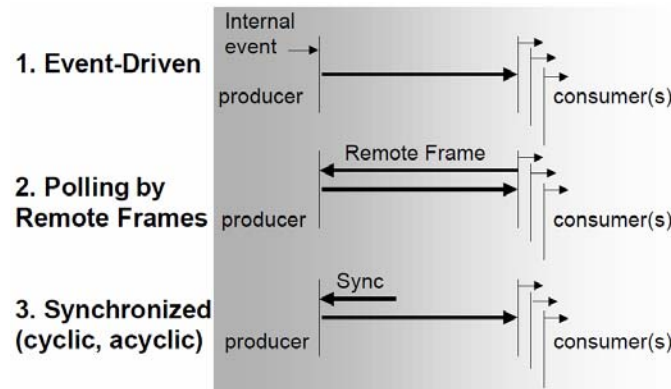 Internal
event
1. Event-Driven
producer
consumer(s)
Remote Frame
2. Polling by
Remote Frames
producer
consumer(s)
Sync
3. Synchronized
(cyclic, acyclic)
producer
consumer(s)